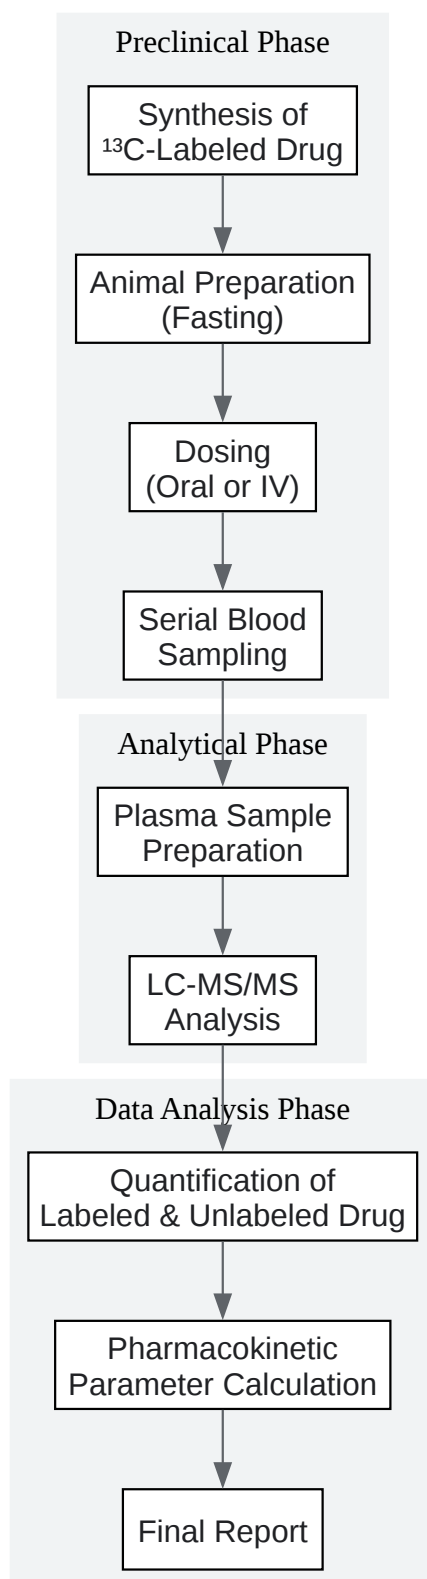 Preclinical Phase
Synthesis of
¹³C-Labeled Drug
Animal Preparation
(Fasting)
Dosing
(Oral or IV)
Serial Blood
Sampling
Analytical Phase
Plasma Sample
Preparation
LC-MS/MS
Analysis
Data Analysis Phase
Quantification of
Labeled & Unlabeled Drug
Pharmacokinetic
Parameter Calculation
Final Report